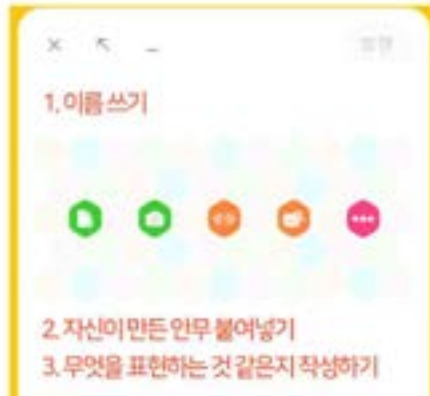 1. 이름 쓰기
2. 자신이 만든 안무 붙여넣기
3. 무엇을 표현하는 것 같은지 작성하기